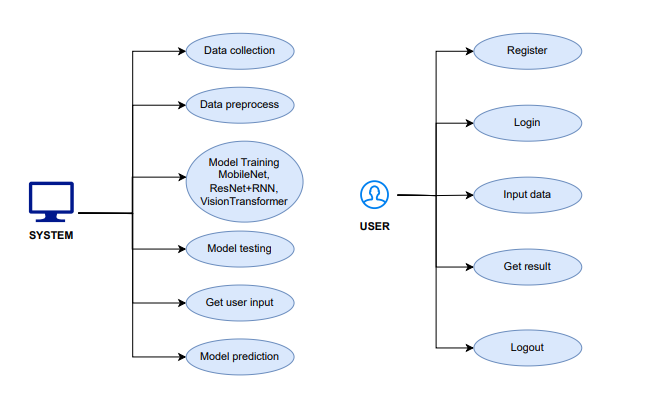 Data collection
Data preprocess
Model Training
MobileNet,
ResNet+RNN,
VisionTransformer
SYSTEM
Model testing
Get user input
Model prediction
Register
Login
Input data
USER
Get result
Logout